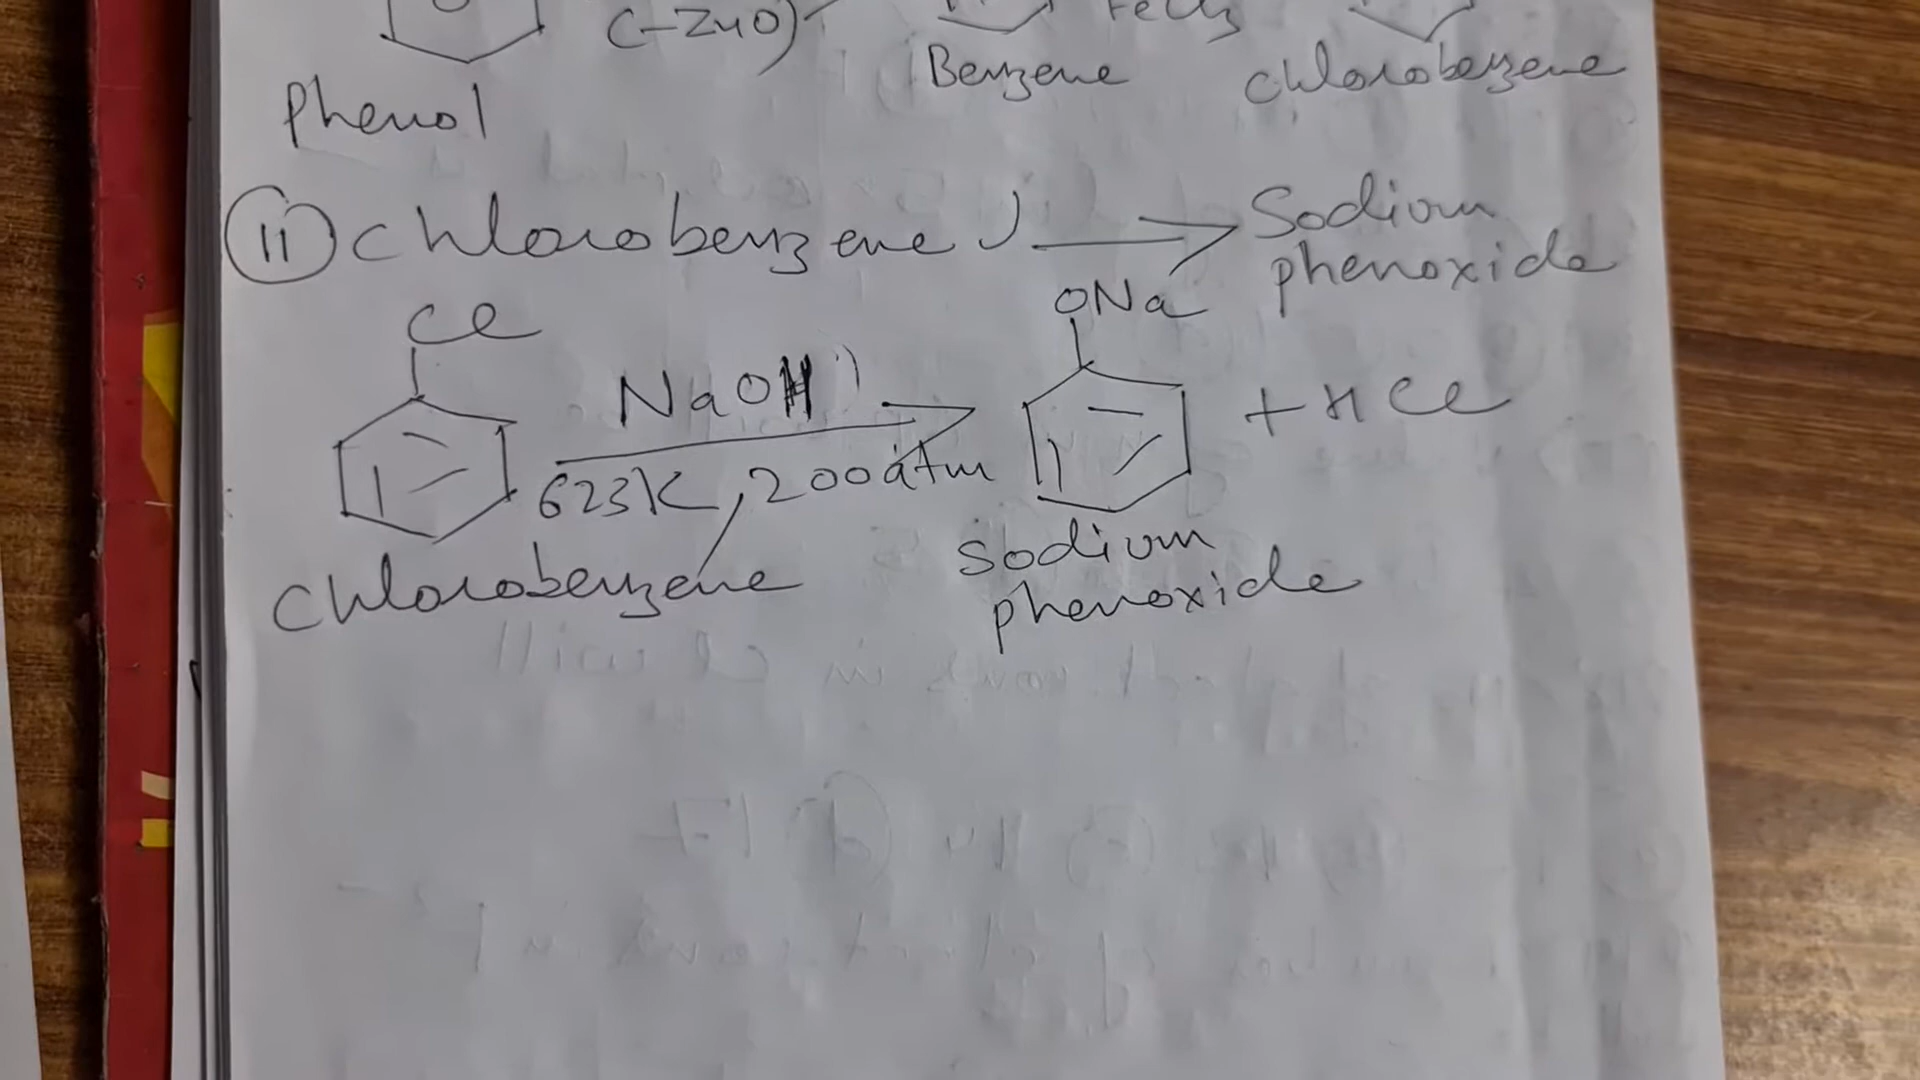 (-ZnO)
Phenol
Benzene
chlorobenzene
(11) chlorobenzene → Sodium phenoxide
Cl
ONa
NaOH
+ HCl
623K, 200 atm
chlorobenzene
Sodium
phenoxide